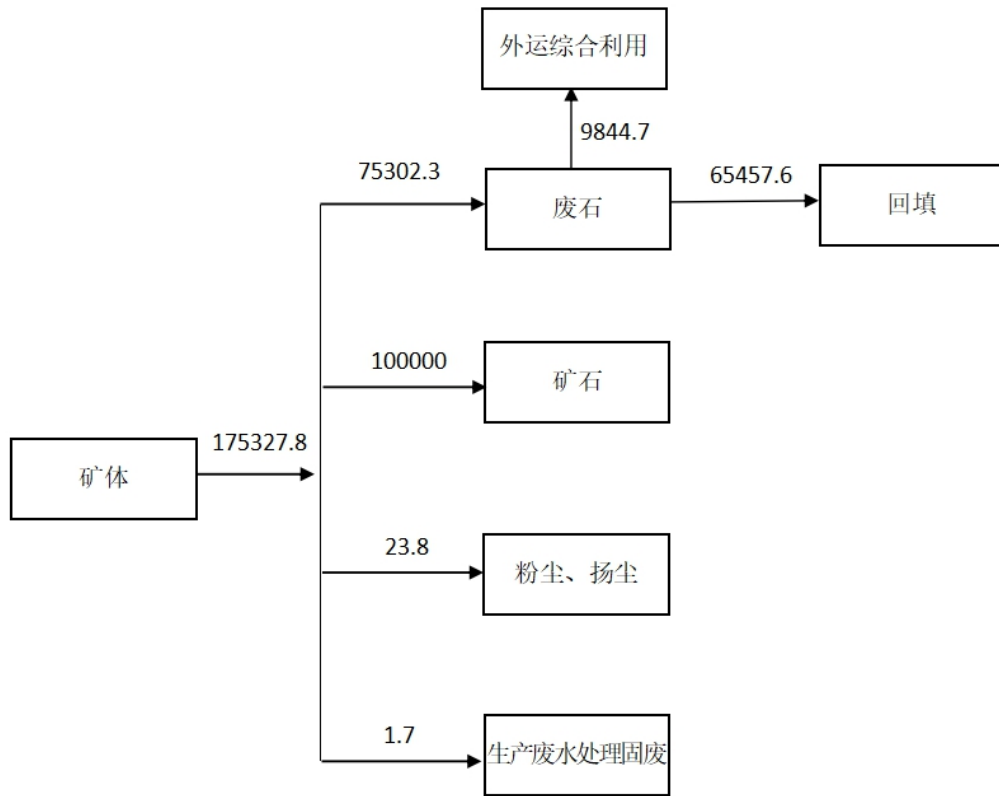 外运综合利用
9844.7
75302.3
65457.6
废石
回填
100000
矿石
175327.8
矿体
23.8
粉尘、扬尘
1.7
生产废水处理固废